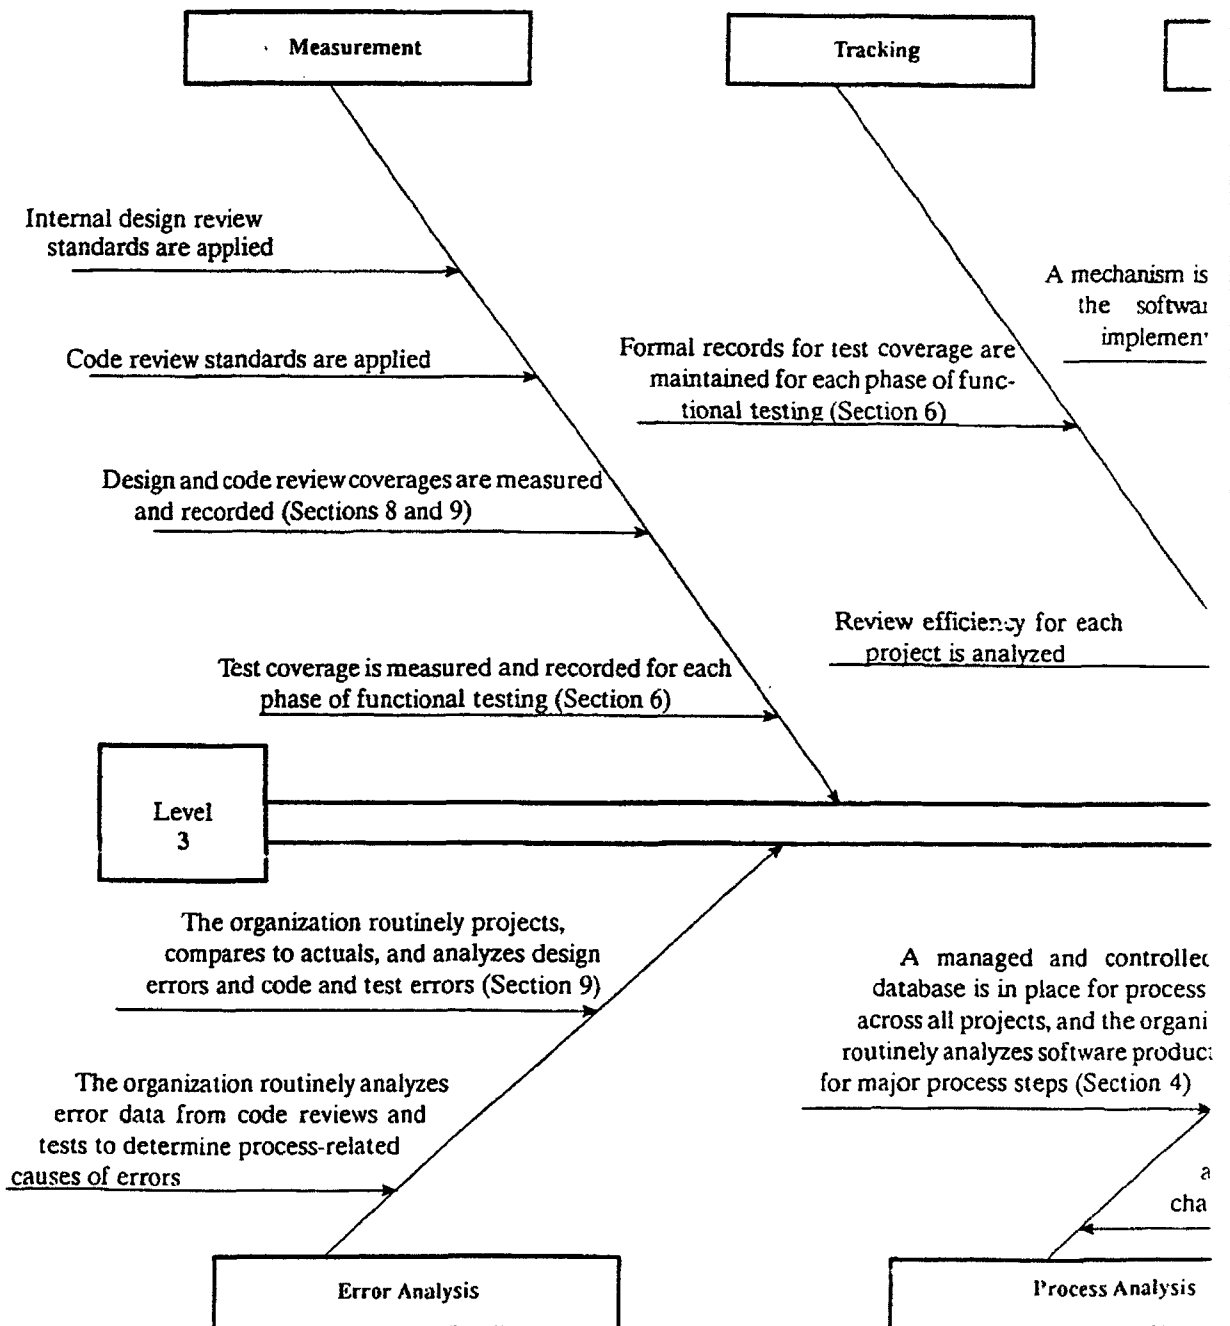 Measurement
Tracking
Internal design review
standards are applied
A mechanism is
the
Code review standards are applied
Formal records for test coverage are
maintained for each phase of func-
tional testing (Section 6)
Design and code review coverages are measured
and recorded (Sections 8 and 9)
Review efficiency for each
project is analyzed
Test coverage is measured and recorded for each
phase of functional testing (Section 6)
Level
3
The organization routinely projects,
compares to actuals, and analyzes design
errors and code and test errors (Section 9)
A managed and
database is in place for process
across all projects, and the
routinely analyzes software
for major process steps (Section 4)
The organization routinely analyzes
error data from code reviews and
tests to determine process-related
causes of errors
Error Analysis
Process Analysis